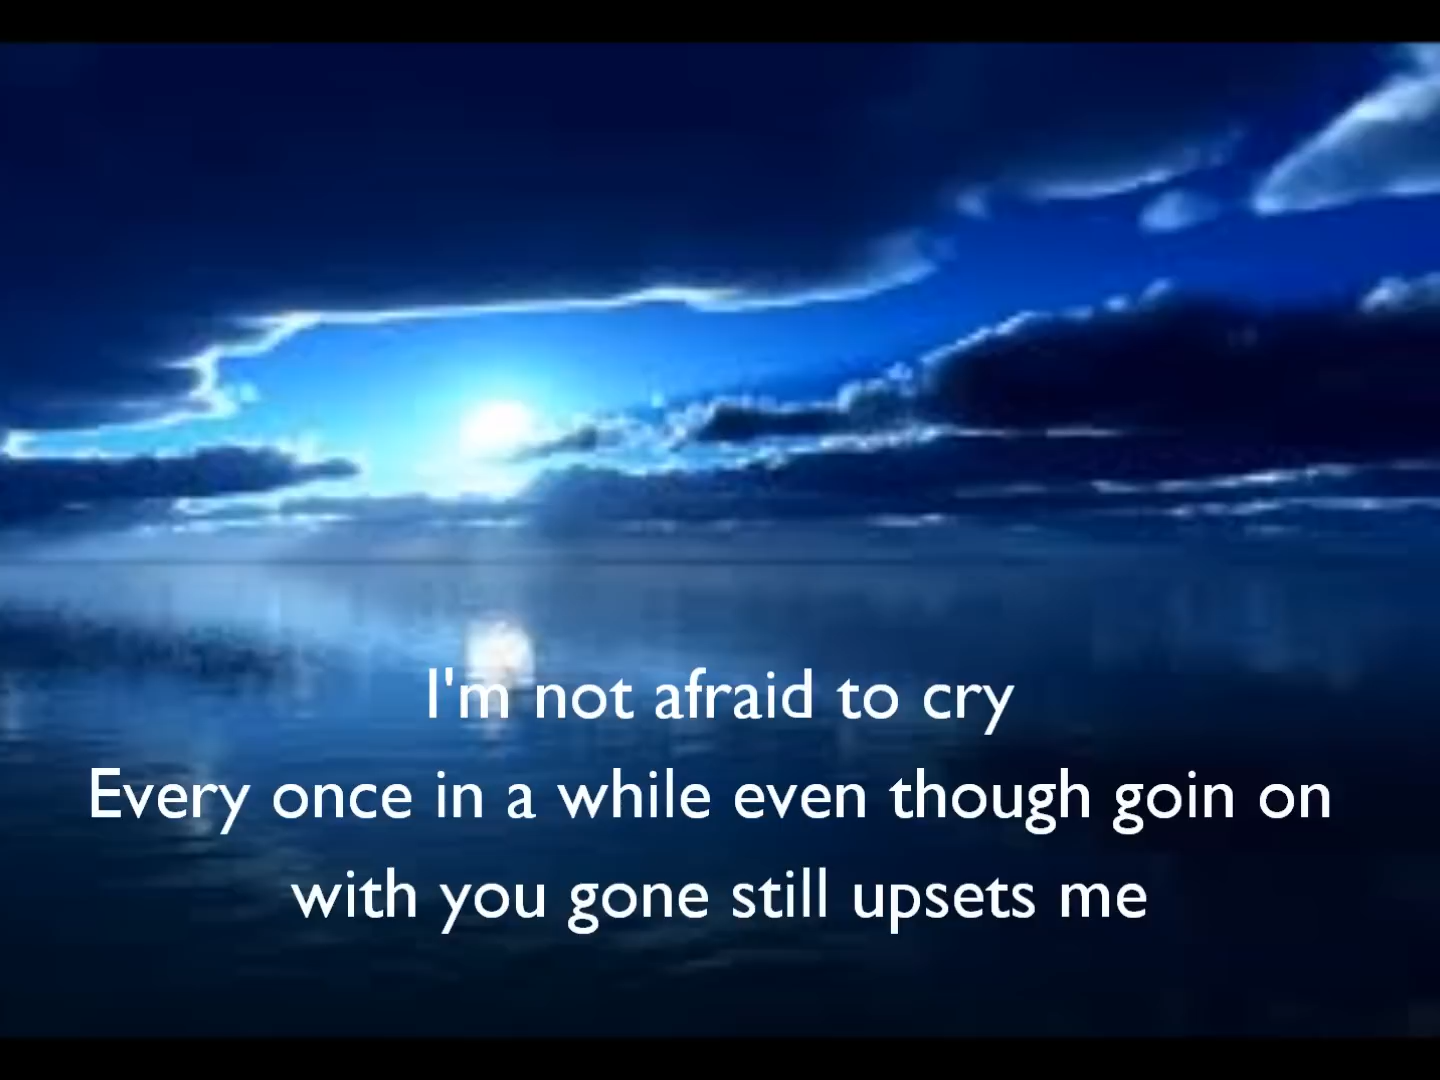 I'm not afraid to cry
Every once in a while even though goin on
with you gone still upsets me